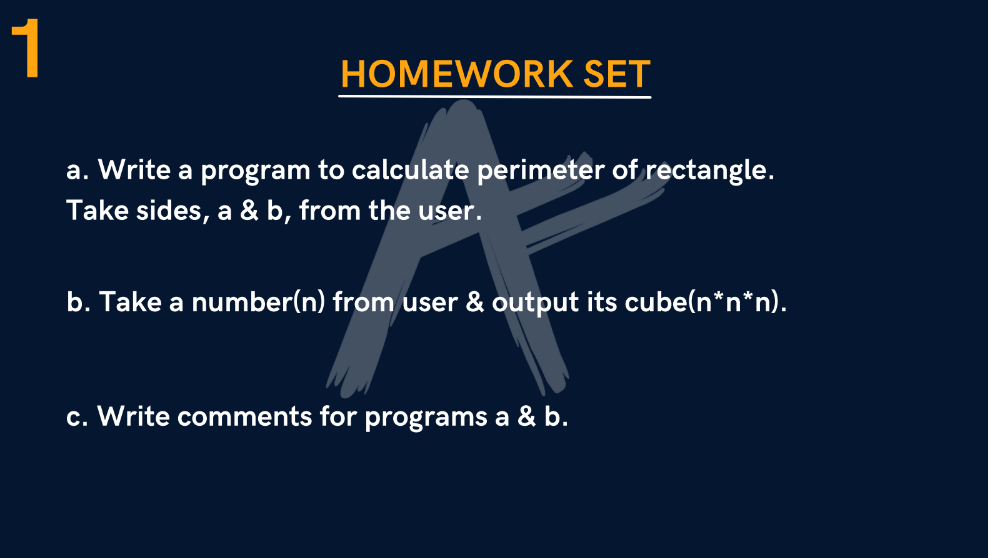 1
HOMEWORK SET
a. Write a program to calculate perimeter of rectangle.
Take sides, a & b, from the user.
b. Take a number(n) from user & output its cube(n*n*n).
c. Write comments for programs a & b.